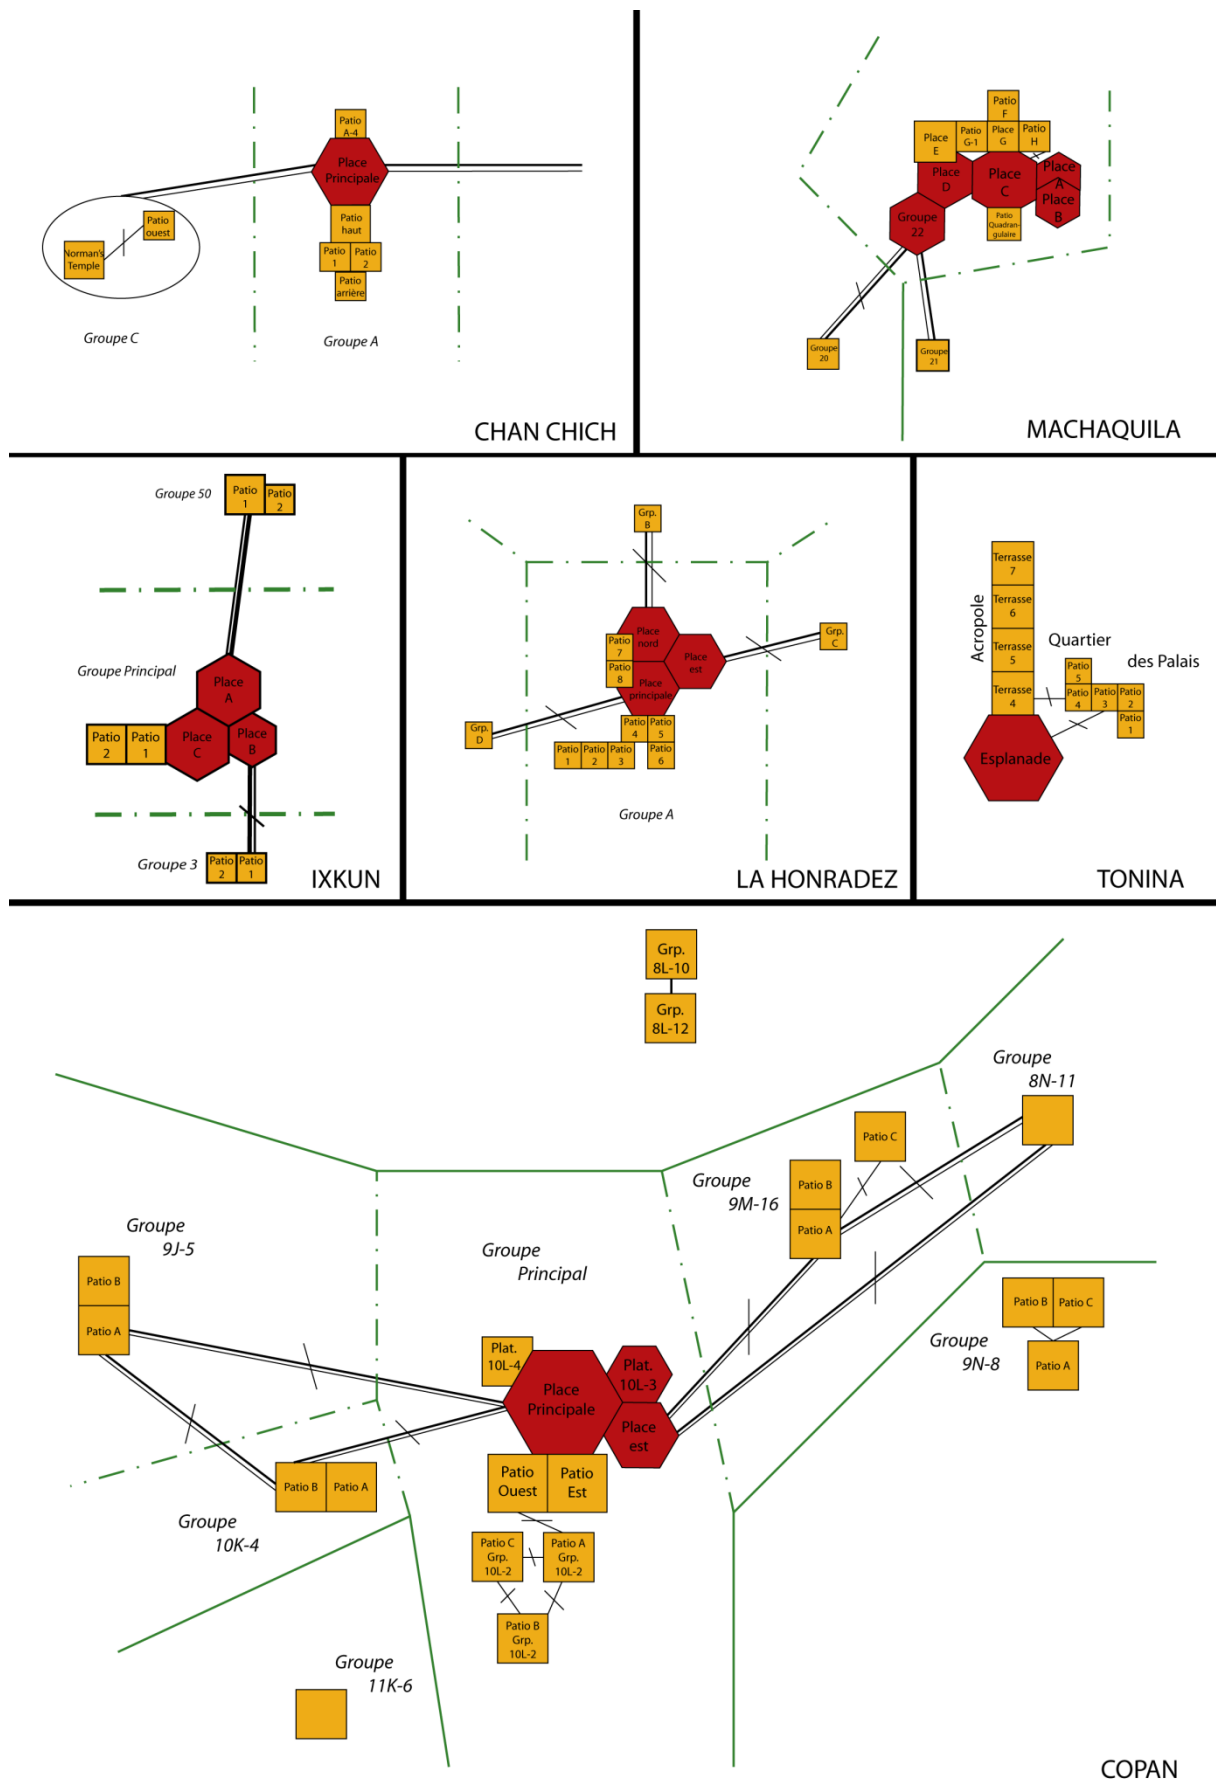 Patio
A-4
Place
Principale
Patio
haut
Patio
1
Patio
2
Patio
arrière
Patio
ouest
Norman's
Temple
Groupe C
Groupe A
CHAN CHICH
Patio
F
Place
E
Patio
G-1
Place
G
Patio
H
Place
D
Place
C
Place
A
Place
B
Groupe
22
Patio
Quadran-
gulaire
Groupe
20
Groupe
21
MACHAQUILA
Groupe 50
Patio
1
Patio
2
Groupe Principal
Place
A
Patio
2
Patio
1
Place
C
Place
B
Groupe 3
Patio
2
Patio
1
IXKUN
Grp.
B
Place
nord
Patio
7
Patio
8
Place
est
Grp.
C
Place
principale
Grp.
D
Patio
4
Patio
5
Patio
1
Patio
2
Patio
3
Patio
6
Groupe A
LA HONRADEZ
Terrasse
7
Terrasse
6
Terrasse
5
Terrasse
4
Acropole
Quartier
des Palais
Patio
5
Patio
4
Patio
3
Patio
2
Patio
1
Esplanade
TONINA
Grp.
8L-10
Grp.
8L-12
Groupe
8N-11
Patio C
Groupe
9M-16
Patio B
Patio A
Groupe
9J-5
Patio B
Patio A
Groupe
Principal
Patio B
Patio C
Patio A
Groupe
9N-8
Plat.
10L-4
Place
Principale
Plat.
10L-3
Place
est
Patio
Ouest
Patio
Est
Patio B
Patio A
Groupe
10K-4
Patio C
Grp.
10L-2
Patio A
Grp.
10L-2
Patio B
Grp.
10L-2
Groupe
11K-6
COPAN